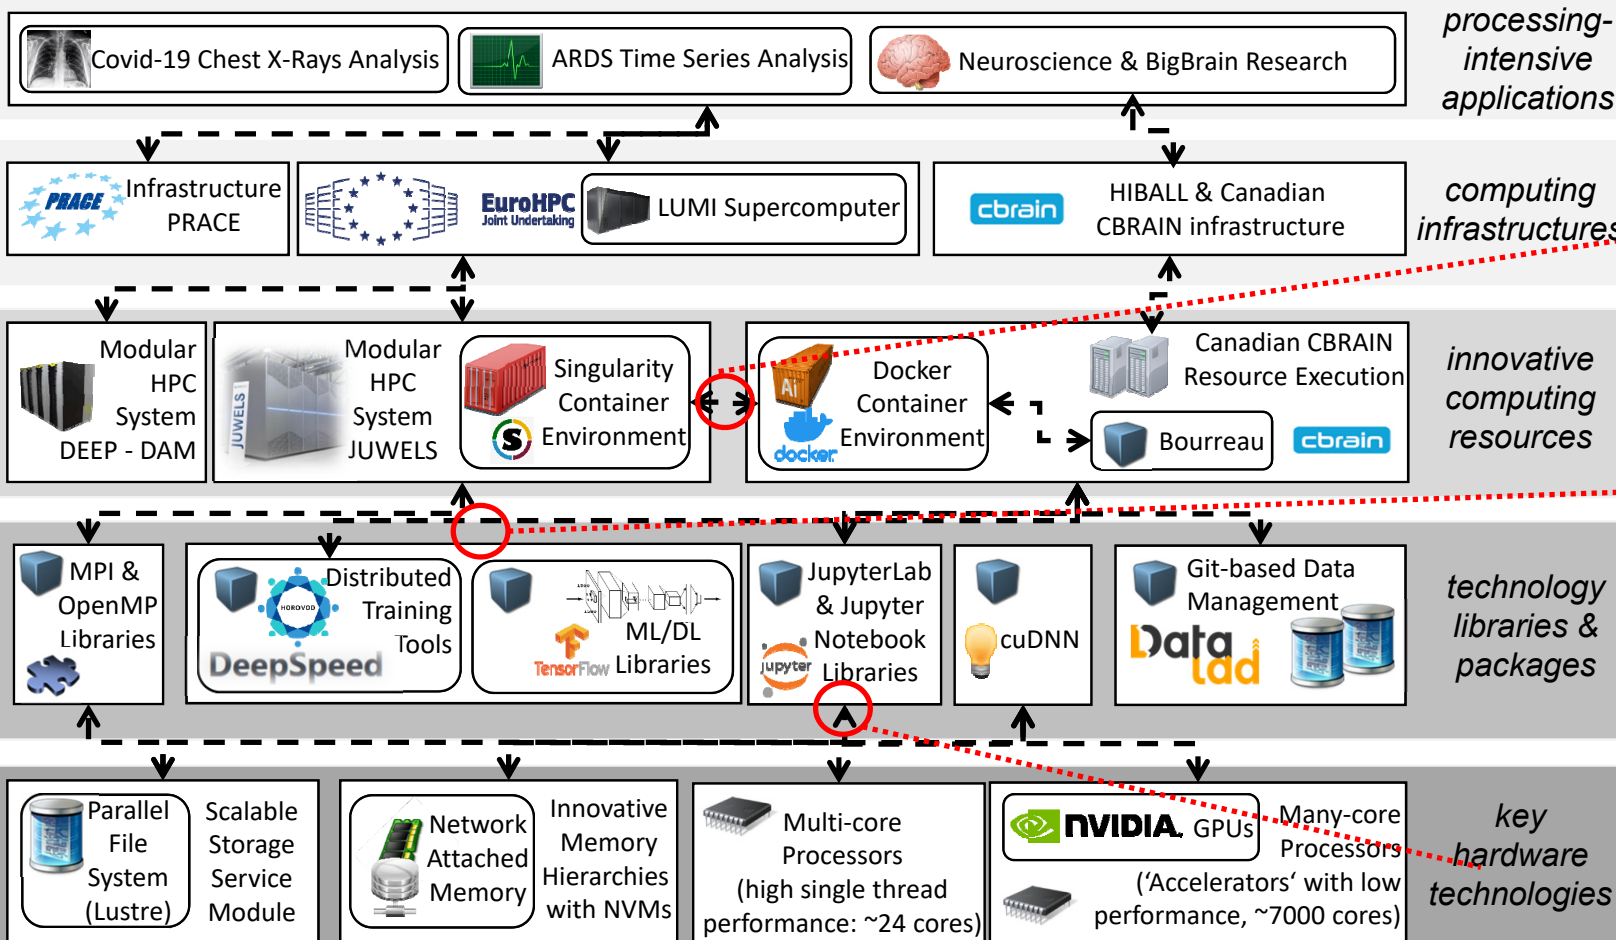 Covid-19 Chest X-Rays Analysis
ARDS Time Series Analysis
Neuroscience & BigBrain Research
processing-
intensive
applications
PRACE
Infrastructure
PRACE
EuroHPC
Joint Undertaking
LUMI Supercomputer
cbrain
HIBALL & Canadian
CBRAIN infrastructure
computing
infrastructures
Modular
HPC
System
DEEP - DAM
JUWELS
Modular
HPC
System
JUWELS
Singularity
Container
Environment
S
Ai
docker
Docker
Container
Environment
Canadian CBRAIN
Resource Execution
Bourreau
cbrain
innovative
computing
resources
MPI &
OpenMP
Libraries
HOROVOD
Distributed
Training
Tools
DeepSpeed
TensorFlow
ML/DL
Libraries
jupyter
JupyterLab
& Jupyter
Notebook
Libraries
cuDNN
Git-based Data
Management
Data
Lad
technology
libraries &
packages
Parallel
File
System
(Lustre)
Scalable
Storage
Service
Module
Network
Attached
Memory
Innovative
Memory
Hierarchies
with NVMs
Multi-core
Processors
(high single thread
performance: ~24 cores)
NVIDIA. GPUs
Many-core
Processors
(‘Accelerators‘ with low
performance, ~7000 cores)
key
hardware
technologies